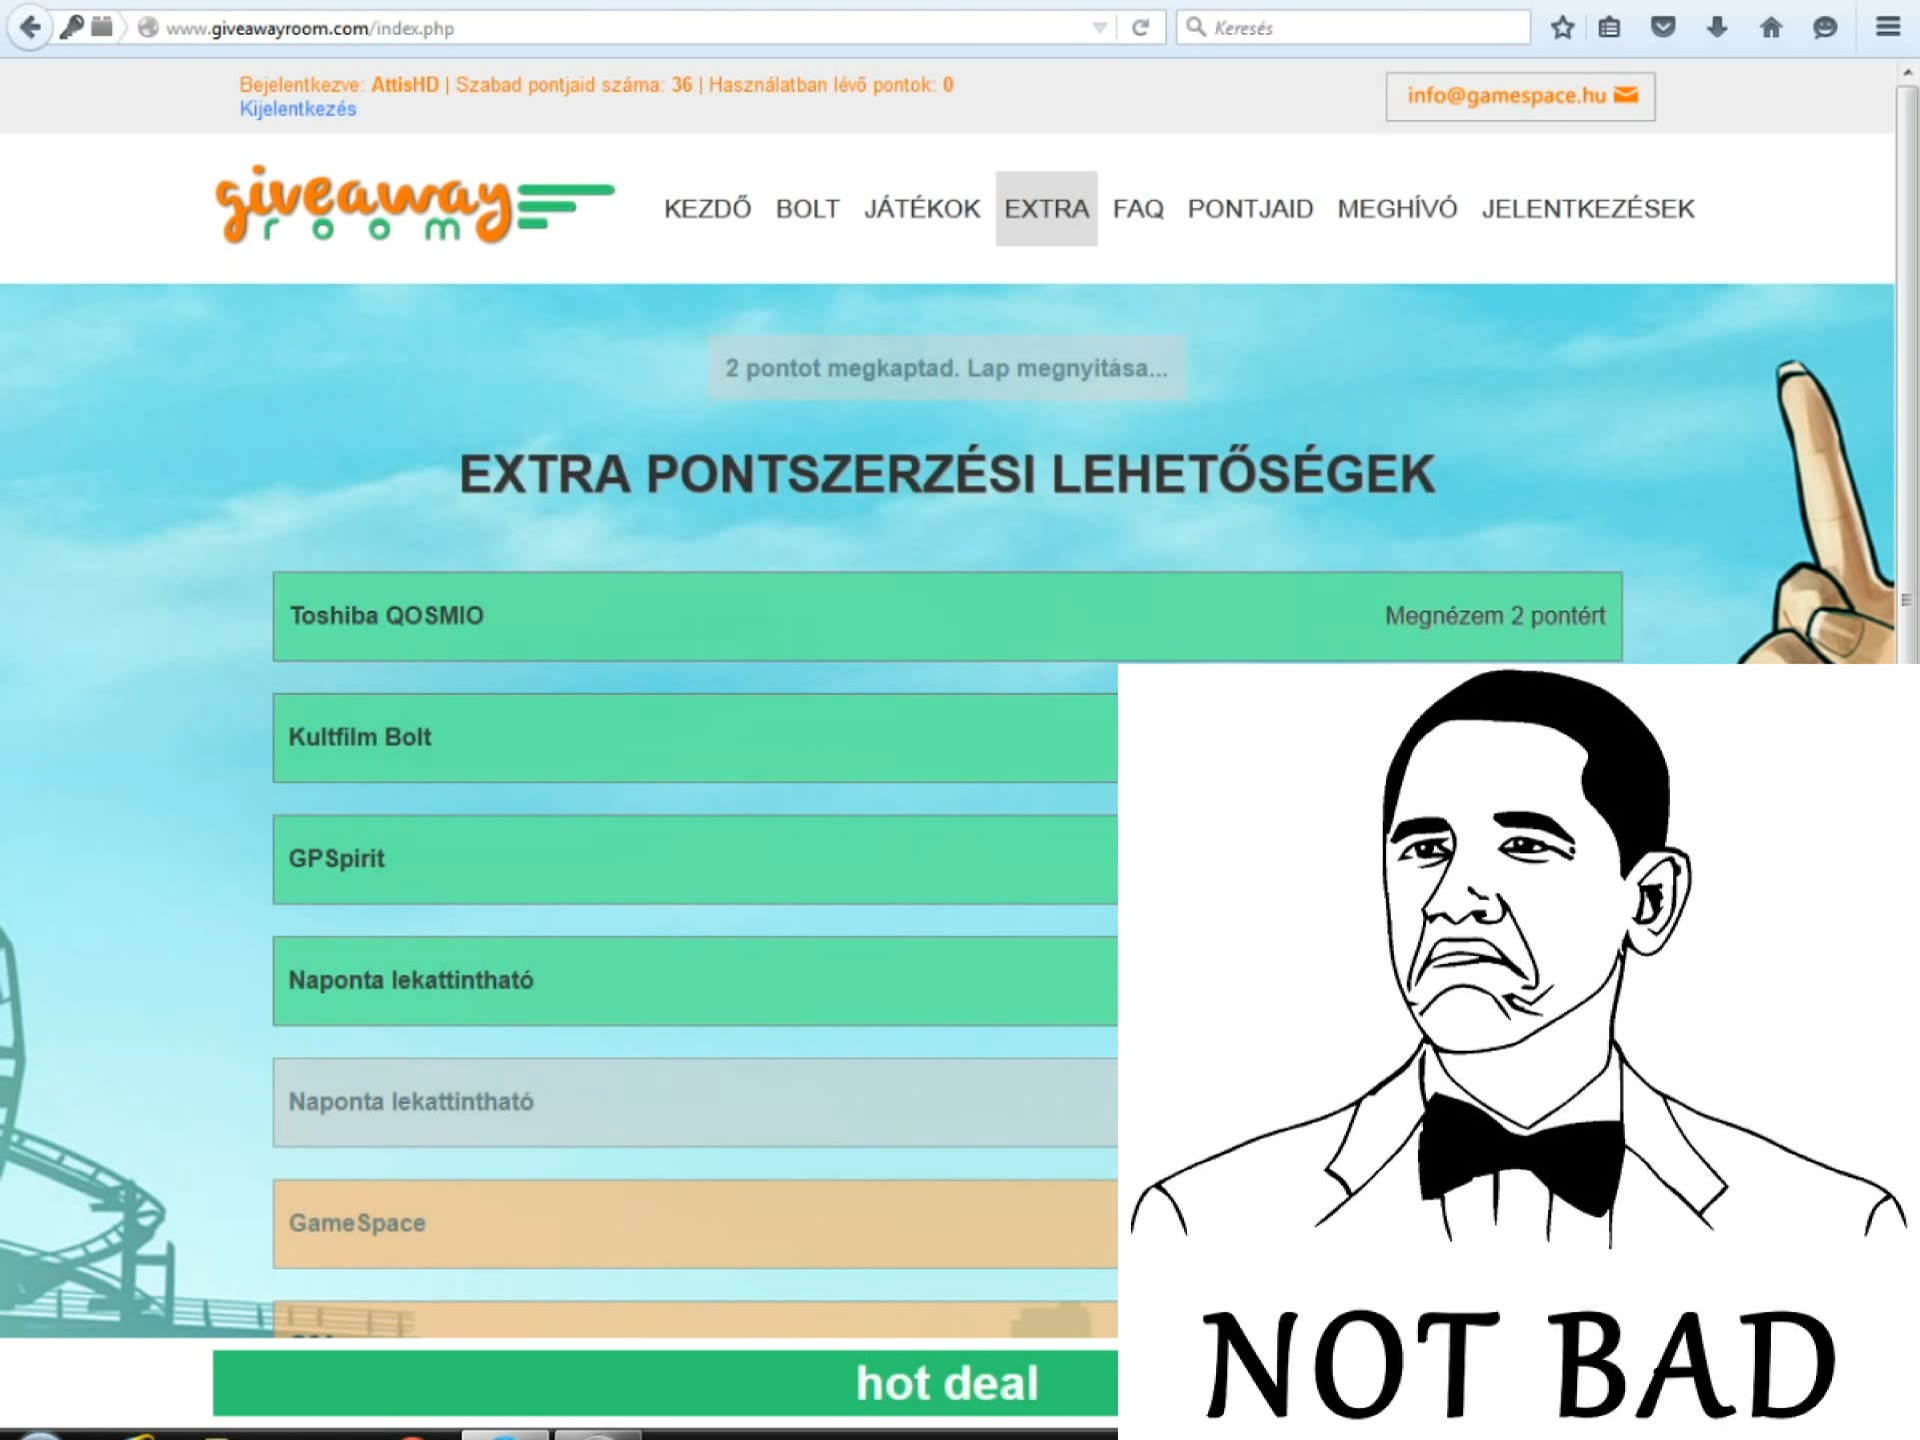 www.giveawayroom.com/index.php
Keresés
Bejelentkezve: AttisHD | Szabad pontjaid száma: 36 | Használatban lévő pontok: 0
Kijelentkezés
info@gamespace.hu
giveaway
room
KEZDŐ BOLT JÁTÉKOK EXTRA FAQ PONTJAID MEGHÍVÓ JELENTKEZÉSEK
2 pontot megkaptad. Lap megnyitása...
EXTRA PONTSZERZÉSI LEHETŐSÉGEK
Toshiba QOSMIO Megnézem 2 pontért
Kultfilm Bolt
GPSpirit
Naponta lekattintható
Naponta lekattintható
GameSpace
hot deal
NOT BAD